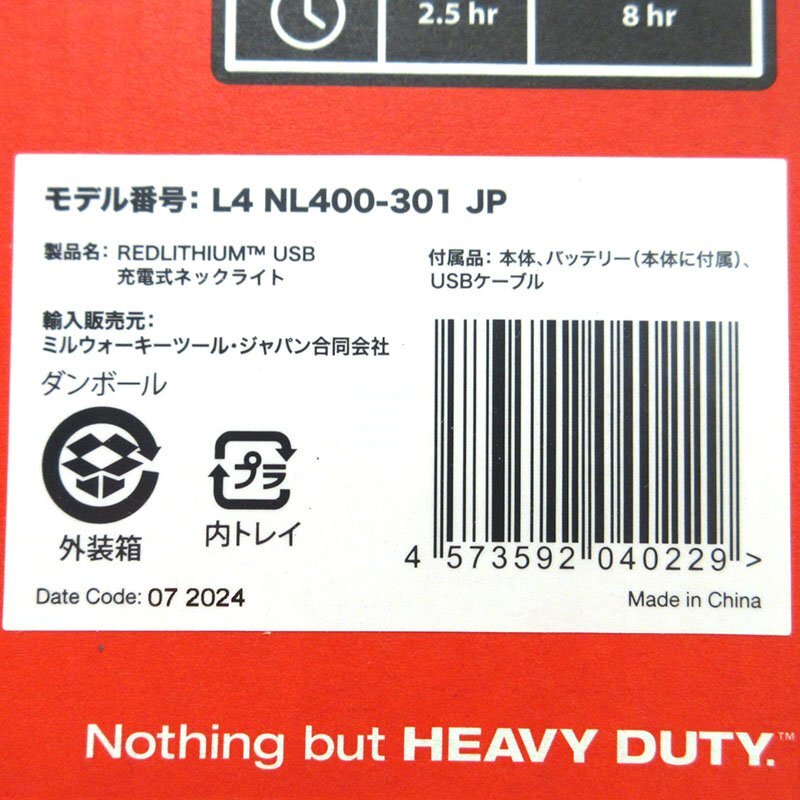 2.5 hr
8 hr
モデル番号: L4 NL400-301 JP
製品名: REDLITHIUM™ USB
充電式ネックライト
付属品: 本体、バッテリー(本体に付属)、
USBケーブル
輸入販売元:
ミルウォーキーツール・ジャパン合同会社
ダンボール
外装箱
プラ
内トレイ
4 573592 040229 >
Date Code: 07 2024
Made in China
Nothing but HEAVY DUTY.™